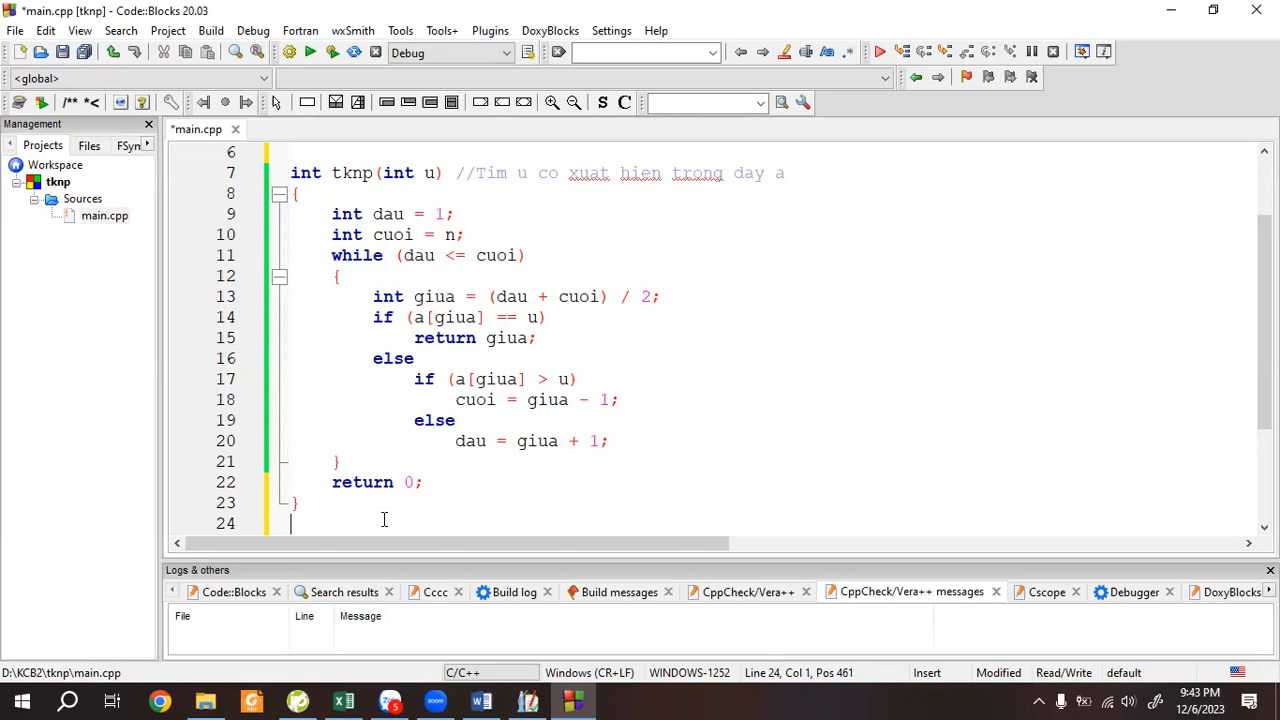 *main.cpp [tknp] - Code::Blocks 20.03
File Edit View Search Project Build Debug Fortran wxSmith Tools Tools+ Plugins DoxyBlocks Settings Help
Debug
<global>
/** *< S C
Management
Projects Files FSyn
Workspace
tknp
Sources
main.cpp
*main.cpp
6
7 int tknp(int u) //Tim u co xuat hien trong day a
8 {
9 int dau = 1;
10 int cuoi = n;
11 while (dau <= cuoi)
12 {
13 int giua = (dau + cuoi) / 2;
14 if (a[giua] == u)
15 return giua;
16 else
17 if (a[giua] > u)
18 cuoi = giua - 1;
19 else
20 dau = giua + 1;
21 }
22 return 0;
23 }
24
Logs & others
Code::Blocks Search results Cccc Build log Build messages CppCheck/Vera++ CppCheck/Vera++ messages Cscope Debugger DoxyBlocks
File Line Message
D:\KCB2\tknp\main.cpp C/C++ Windows (CR+LF) WINDOWS-1252 Line 24, Col 1, Pos 461 Insert Modified Read/Write default
5 zoom
9:43 PM
12/6/2023